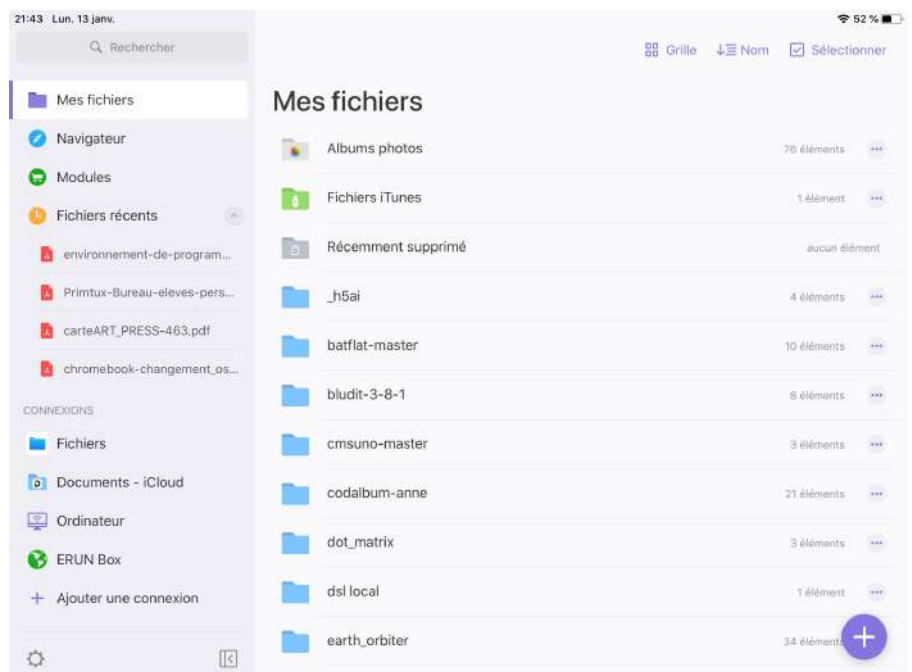 21:43 Lun. 13 janv.
52 %
Rechercher
Grille
Nom
Sélectionner
Mes fichiers
Navigateur
Modules
Fichiers récents
environnement-de-program...
Primtux-Bureau-eleves-pers...
carteART_PRESS-463.pdf
chromebook-changement_os...
CONNEXIONS
Fichiers
Documents - iCloud
Ordinateur
ERUN Box
+ Ajouter une connexion
Mes fichiers
Albums photos 76 éléments
Fichiers iTunes 1 élément
Récemment supprimé aucun élément
_h5ai 4 éléments
batflat-master 10 éléments
bludit-3-8-1 8 éléments
cmsuno-master 3 éléments
codalbum-anne 21 éléments
dot_matrix 3 éléments
dsl local 1 élément
earth_orbiter 34 éléments